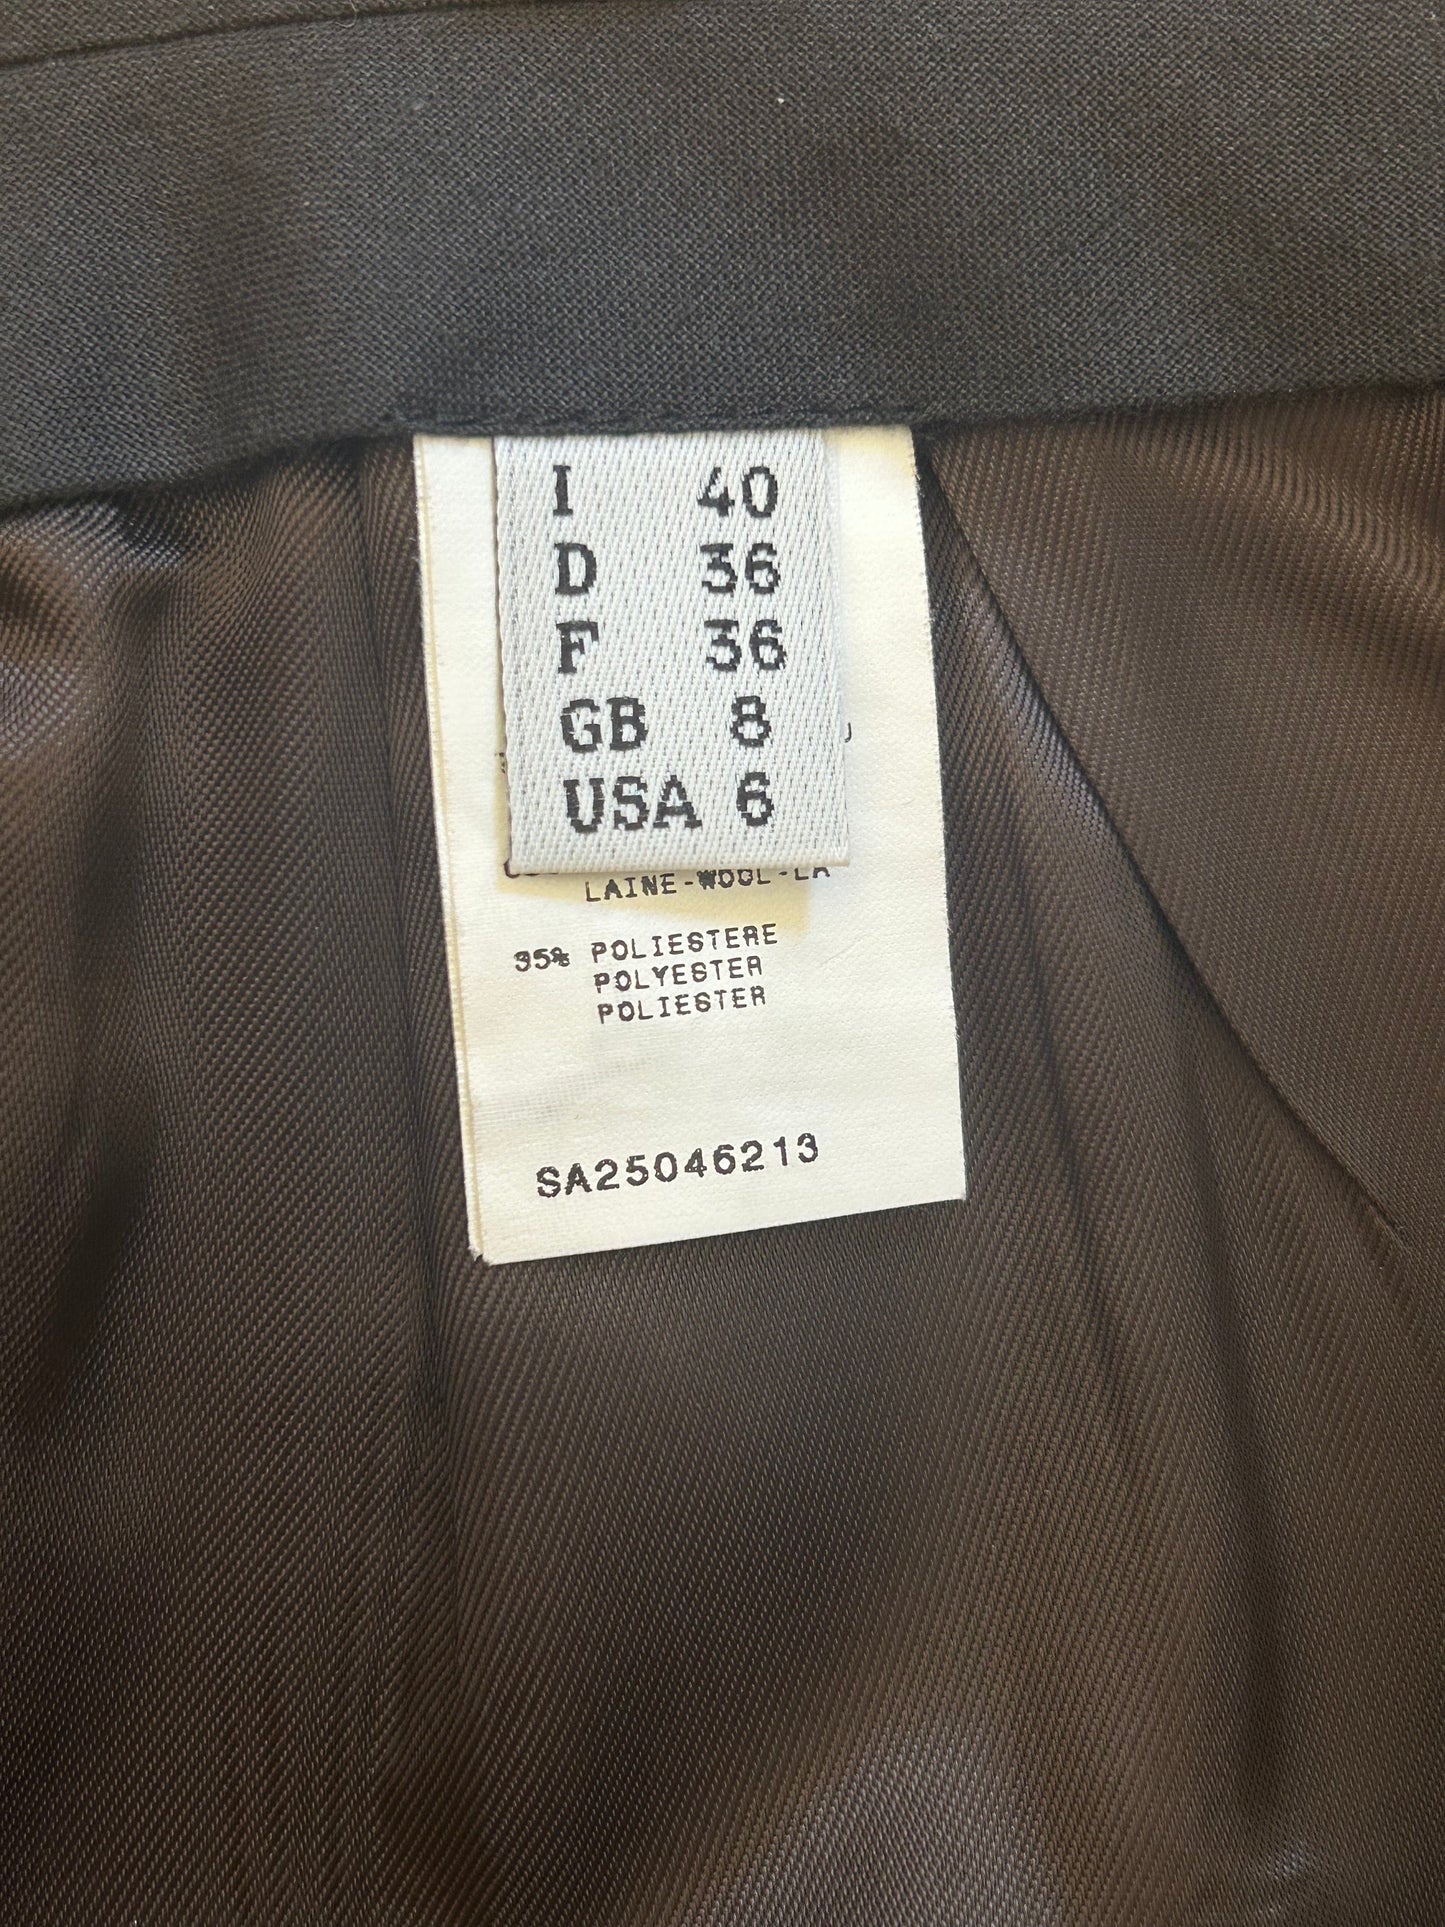 I 40
D 36
F 36
GB 8
USA 6
LAINE-WOOL-LA
35% POLIESTERE
POLYESTER
POLIESTER
SA25046213